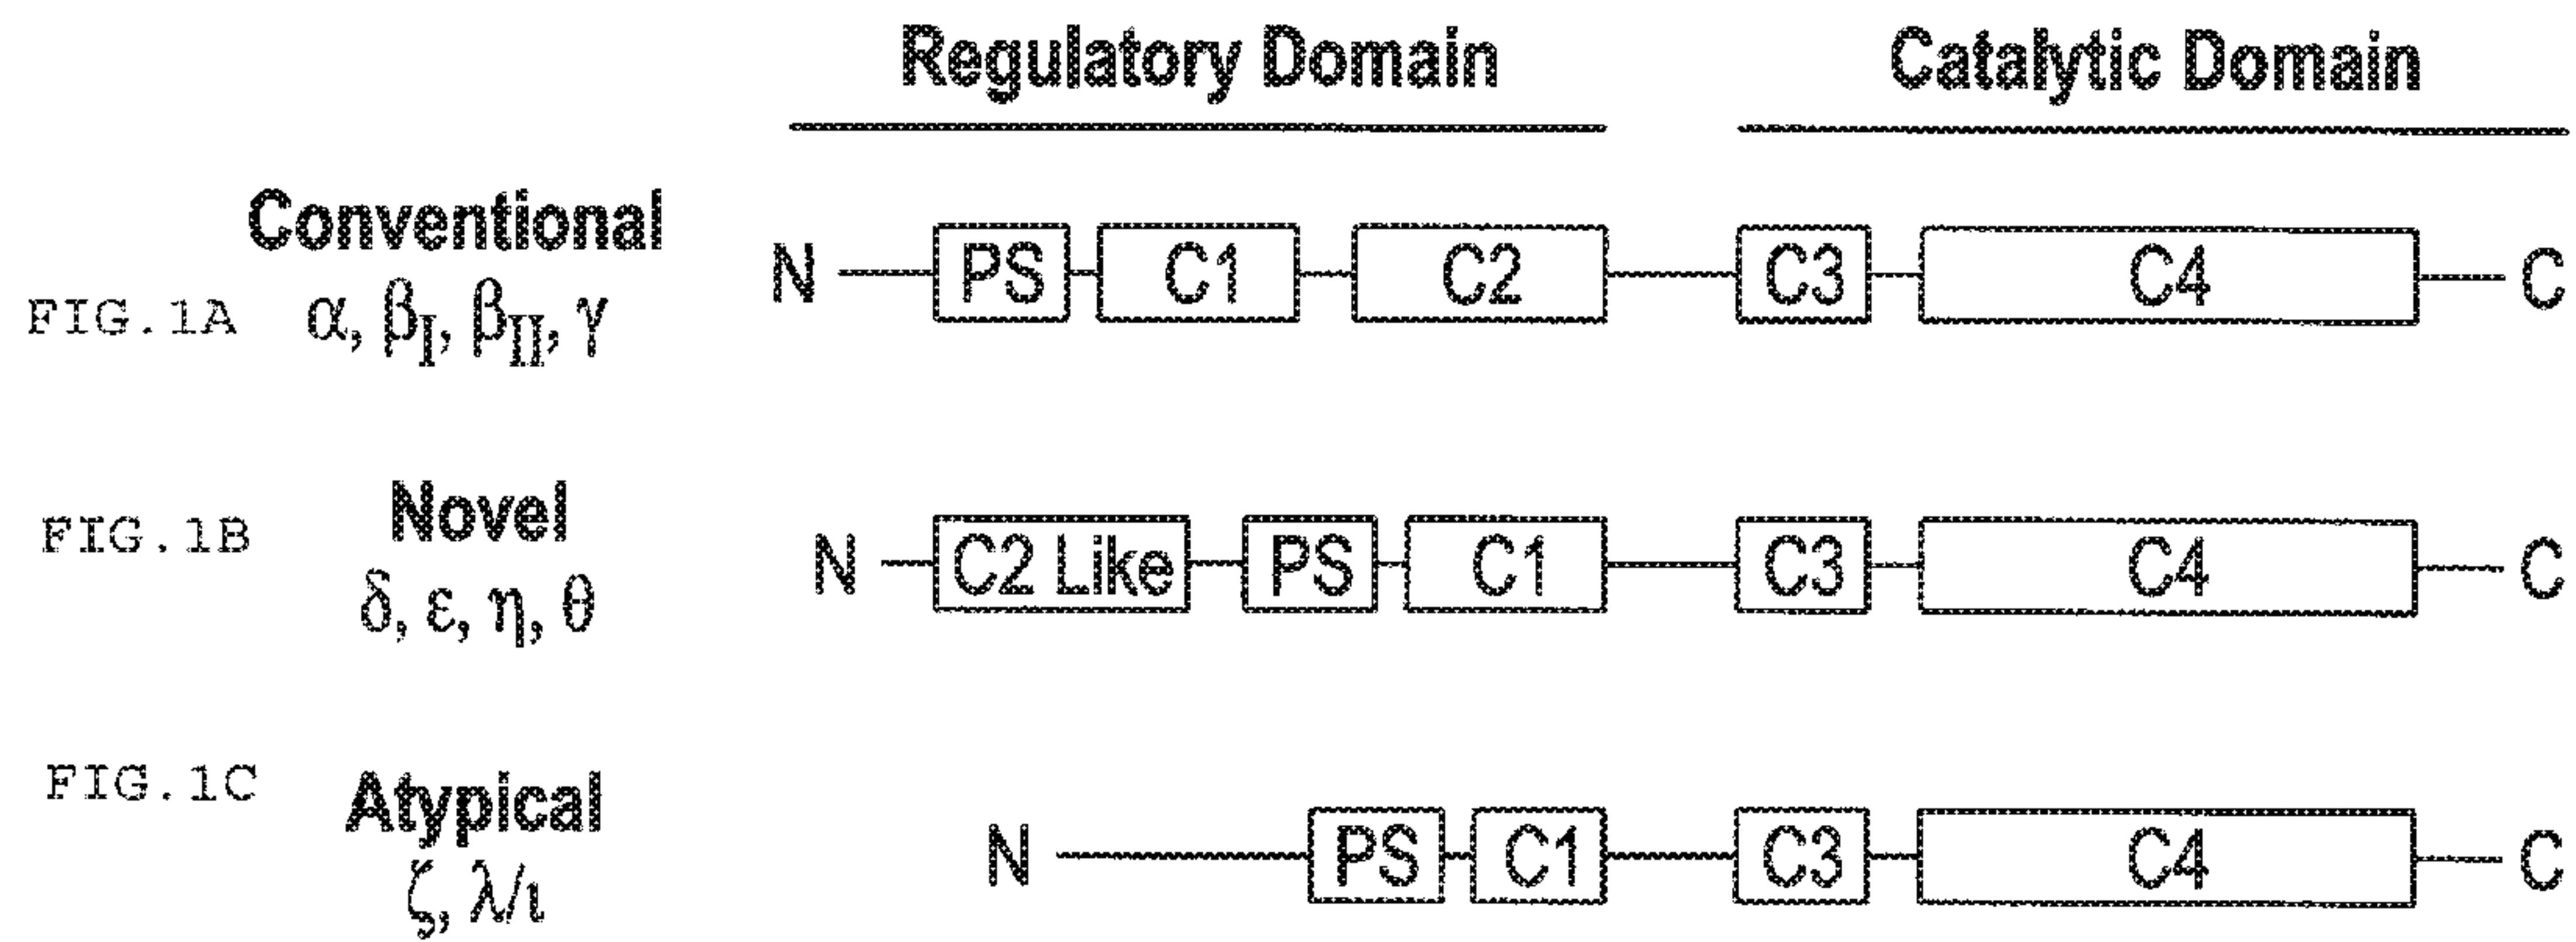 Regulatory Domain Catalytic Domain
Conventional
FIG.1A α, βI, βII, γ
N PS C1 C2 C3 C4 C
Novel
FIG.1B δ, ε, η, θ
N C2 Like PS C1 C3 C4 C
FIG.1C Atypical
ζ, λ/ι
N PS C1 C3 C4 C